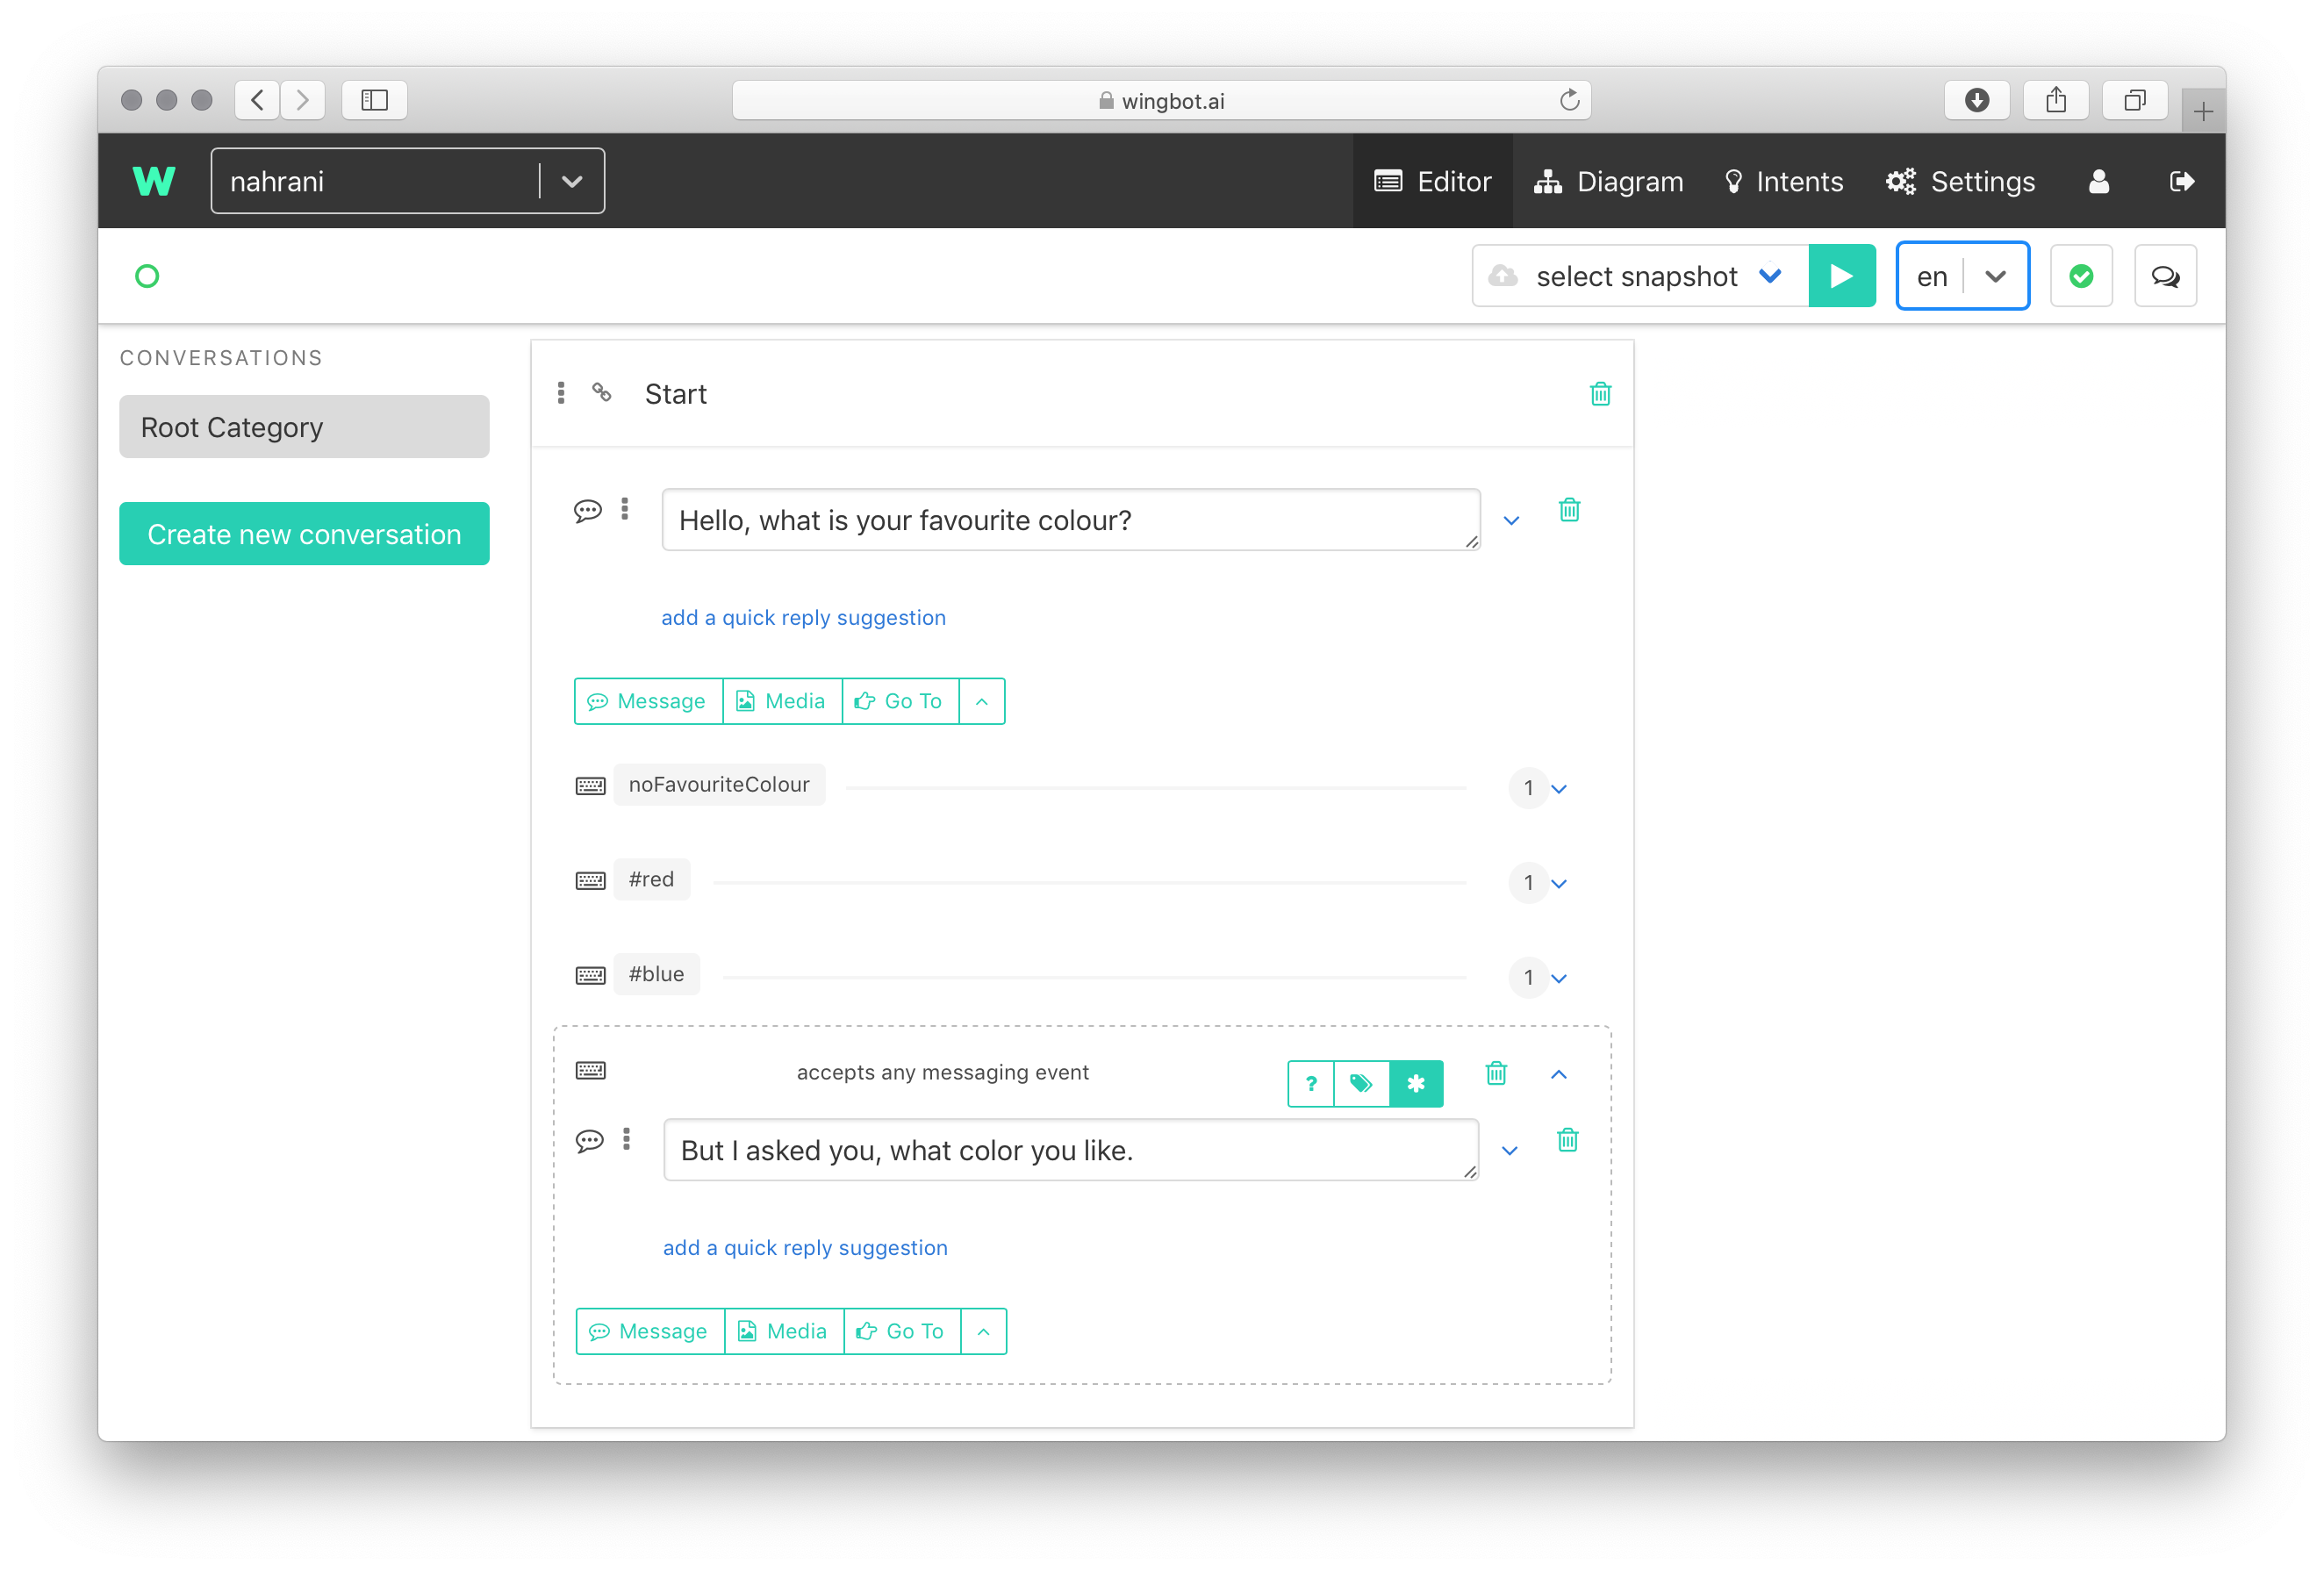 wingbot.ai
W
nahrani
Editor
Diagram
Intents
Settings
select snapshot
en
CONVERSATIONS
Root Category
Create new conversation
Start
Hello, what is your favourite colour?
add a quick reply suggestion
Message
Media
Go To
noFavouriteColour
1
#red
1
#blue
1
accepts any messaging event
?
*
But I asked you, what color you like.
add a quick reply suggestion
Message
Media
Go To